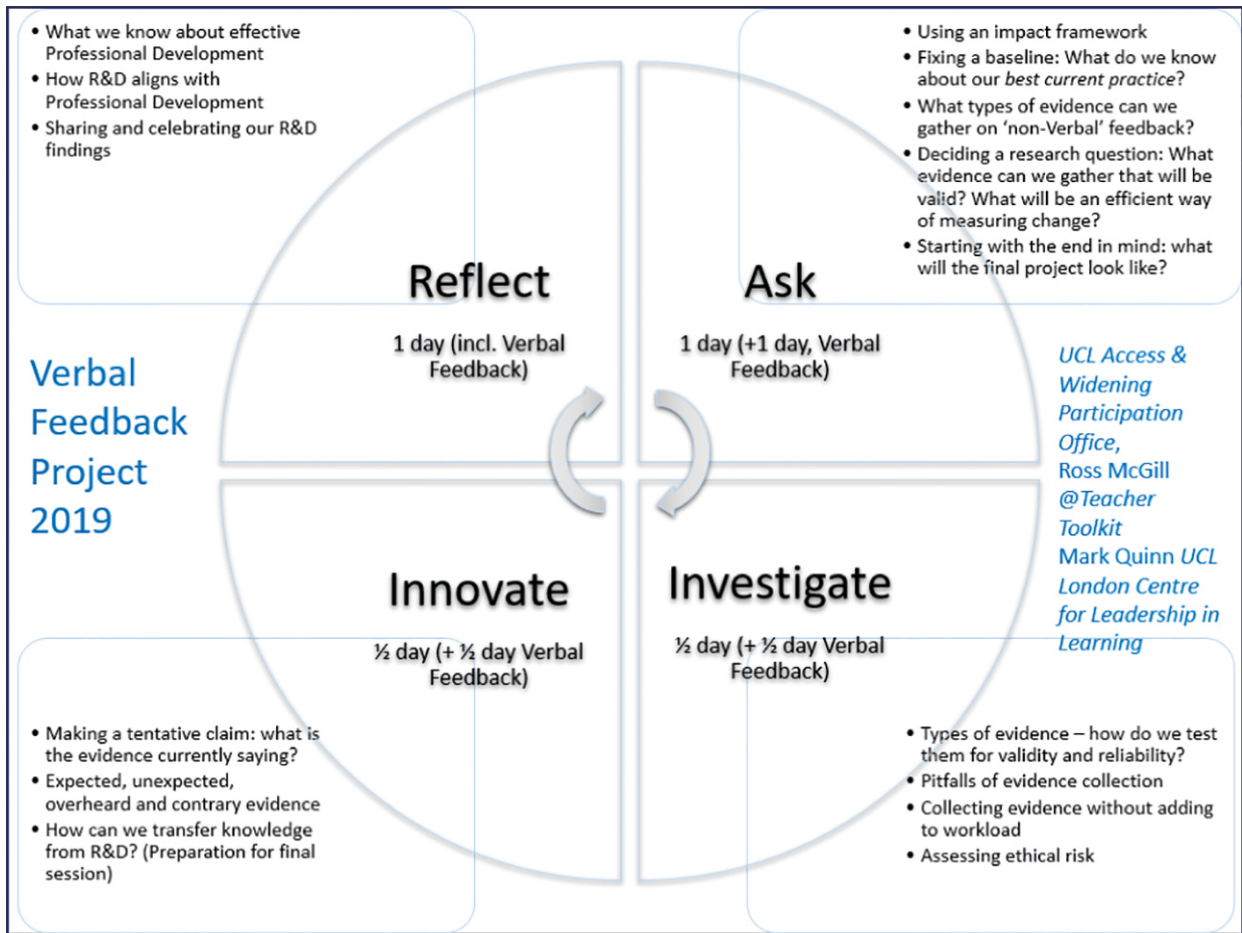 • What we know about effective
Professional Development
• How R&D aligns with
Professional Development
• Sharing and celebrating our R&D
findings
• Using an impact framework
• Fixing a baseline: What do we know
about our best current practice?
• What types of evidence can we
gather on ‘non-Verbal’ feedback?
• Deciding a research question: What
evidence can we gather that will be
valid? What will be an efficient way
of measuring change?
• Starting with the end in mind: what
will the final project look like?
Reflect
1 day (incl. Verbal
Feedback)
Ask
1 day (+1 day, Verbal
Feedback)
Verbal
Feedback
Project
2019
UCL Access &
Widening
Participation
Office,
Ross McGill
@Teacher
Toolkit
Mark Quinn UCL
London Centre
for Leadership in
Learning
Innovate
½ day (+ ½ day Verbal
Feedback)
Investigate
½ day (+ ½ day Verbal
Feedback)
• Making a tentative claim: what is
the evidence currently saying?
• Expected, unexpected,
overheard and contrary evidence
• How can we transfer knowledge
from R&D? (Preparation for final
session)
• Types of evidence – how do we test
them for validity and reliability?
• Pitfalls of evidence collection
• Collecting evidence without adding
to workload
• Assessing ethical risk